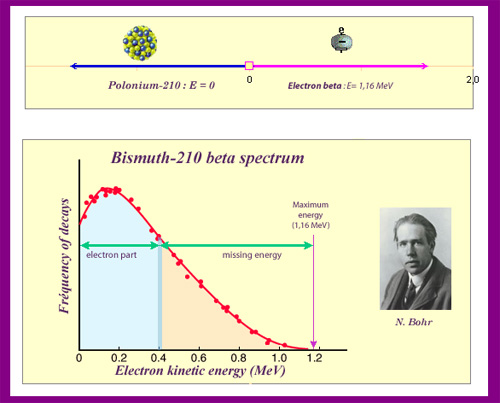 e
-
Polonium-210 : E = 0
0
Electron beta : E= 1,16 MeV
2,0
Bismuth-210 beta spectrum
Maximum
energy
(1,16 MeV)
electron part
missing energy
Fréquency of decays
N. Bohr
0 0.2 0.4 0.6 0.8 1.0 1.2
Electron kinetic energy (MeV)